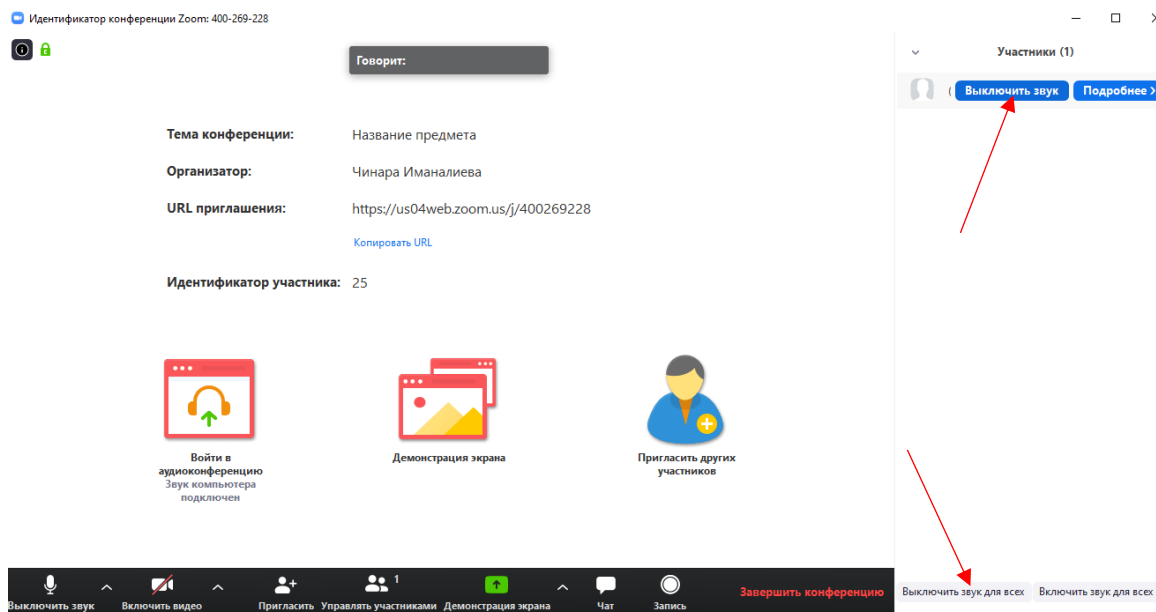 Идентификатор конференции Zoom: 400-269-228
Говорит:
Участники (1)
( Выключить звук Подробнее >
Тема конференции: Название предмета
Организатор: Чинара Иманалиева
URL приглашения: https://us04web.zoom.us/j/400269228
Копировать URL
Идентификатор участника: 25
Войти в
аудиоконференцию
Звук компьютера
подключен
Демонстрация экрана
Пригласить других
участников
Выключить звук Включить видео Пригласить Управлять участниками 1 Демонстрация экрана Чат Запись Завершить конференцию
Выключить звук для всех Включить звук для всех